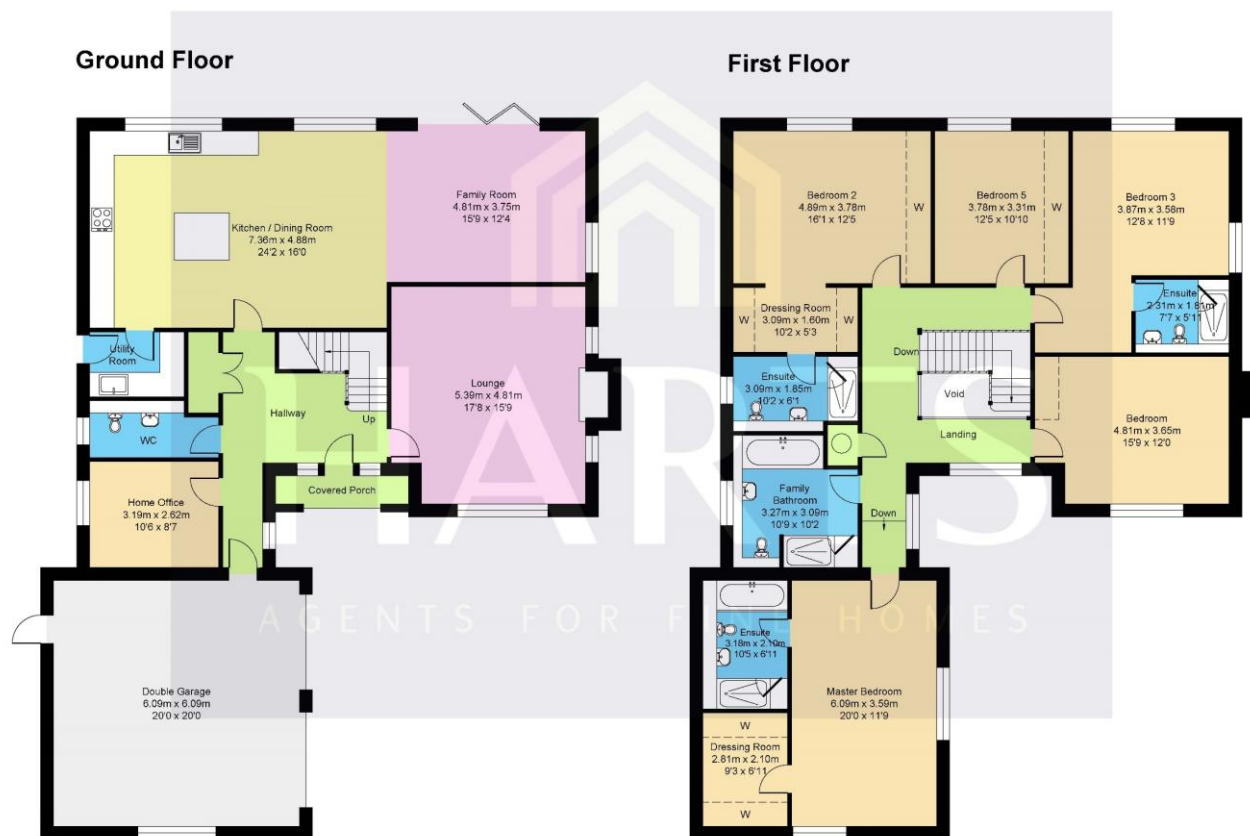 Ground Floor
First Floor
Kitchen / Dining Room
7.36m x 4.88m
24'2 x 16'0
Family Room
4.81m x 3.75m
15'9 x 12'4
Utility
Room
Hallway
Up
Lounge
5.39m x 4.81m
17'8 x 15'9
WC
Home Office
3.19m x 2.62m
10'6 x 8'7
Covered Porch
Double Garage
6.09m x 6.09m
20'0 x 20'0
Bedroom 2
4.89m x 3.78m
16'1 x 12'5
W
Bedroom 5
3.78m x 3.31m
12'5 x 10'10
W
Bedroom 3
3.87m x 3.58m
12'8 x 11'9
W
Dressing Room
3.09m x 1.60m
10'2 x 5'3
W
Ensuite
2.31m x 1.81m
7'7 x 5'11
Down
Void
Landing
Ensuite
3.09m x 1.85m
10'2 x 6'1
Bedroom
4.81m x 3.65m
15'9 x 12'0
Family
Bathroom
3.27m x 3.09m
10'9 x 10'2
Down
Ensuite
3.18m x 2.10m
10'5 x 6'11
Master Bedroom
6.09m x 3.59m
20'0 x 11'9
W
Dressing Room
2.81m x 2.10m
9'3 x 6'11
W
HARTS
AGENTS FOR FINE HOMES